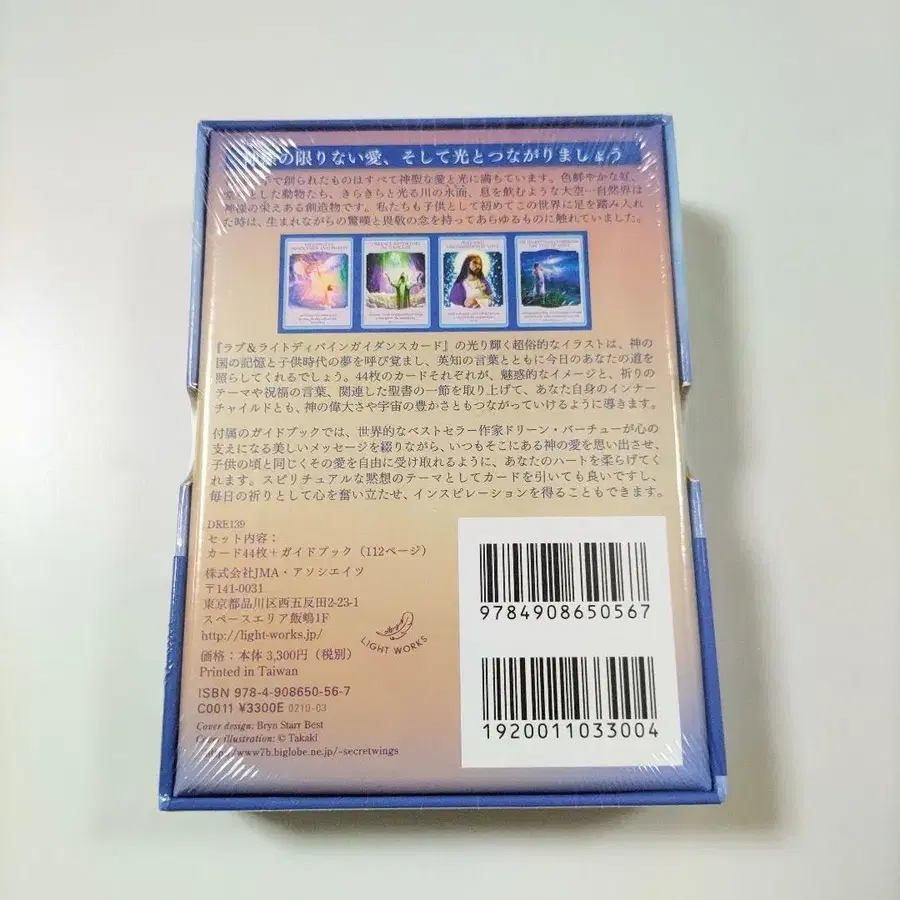 の限りない愛、そして光とつながりましょう
で創られたものはすべて神聖な愛と光に満ちています。色鮮やかな花、
とした動物たち、きらきらと光る川の水面、息を飲むような大空…自然界は
神様の栄えある創造物です。私たちも子供として初めてこの世界に足を踏み入れ
た時は、生まれながらの驚嘆と畏敬の念を持ってあらゆるものに触れていました。
『ラブ&ライトディバインガイダンスカード』の光り輝く超俗的なイラストは、神の
国の記憶と子供時代の夢を呼び覚まし、英知の言葉とともに今日のあなたの道を
照らしてくれるでしょう。44枚のカードそれぞれが、魅惑的なイメージと、祈りの
テーマや祝福の言葉、関連した聖書の一節を取り上げて、あなた自身のインナー
チャイルドとも、神の偉大さや宇宙の豊かさともつながっていけるように導きます。
付属のガイドブックでは、世界的なベストセラー作家ドリーン・バーチューが心の
支えになる美しいメッセージを綴りながら、いつもそこにある神の愛を思い出させ、
子供の頃と同じくその愛を自由に受け取れるように、あなたのハートを柔らげてく
れます。スピリチュアルな黙想のテーマとしてカードを引いても良いですし、
毎日の祈りとして心を奮い立たせ、インスピレーションを得ることもできます。
DRE139
セット内容：
カード44枚＋ガイドブック（112ページ）
株式会社JMA・アソシエイツ
〒141-0031
東京都品川区西五反田2-23-1
スペースエリア飯嶋1F
http://light-works.jp/
LIGHT WORKS
価格：本体 3,300円（税別）
Printed in Taiwan
ISBN 978-4-908650-56-7
C0011 ¥3300E 0210-03
Cover design: Bryn Starr Best
Cover illustration: © Takaki
http://www7b.biglobe.ne.jp/~secretwings
9784908650567
1920011033004